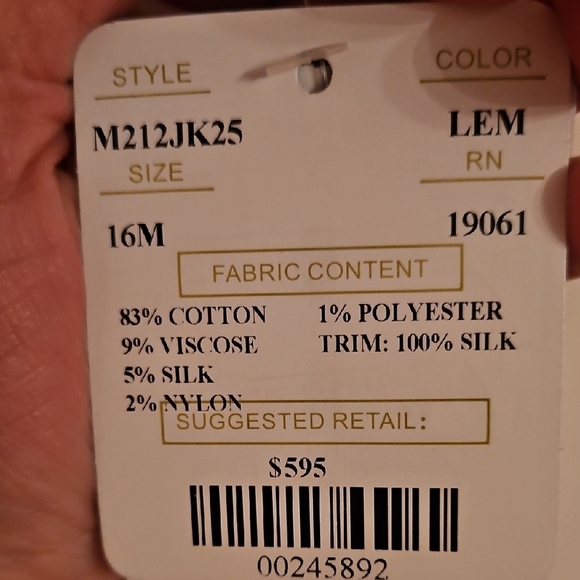 STYLE COLOR
M212JK25 LEM
SIZE RN
16M 19061
FABRIC CONTENT
83% COTTON 1% POLYESTER
9% VISCOSE TRIM: 100% SILK
5% SILK
2% NYLON
SUGGESTED RETAIL:
$595
00245892